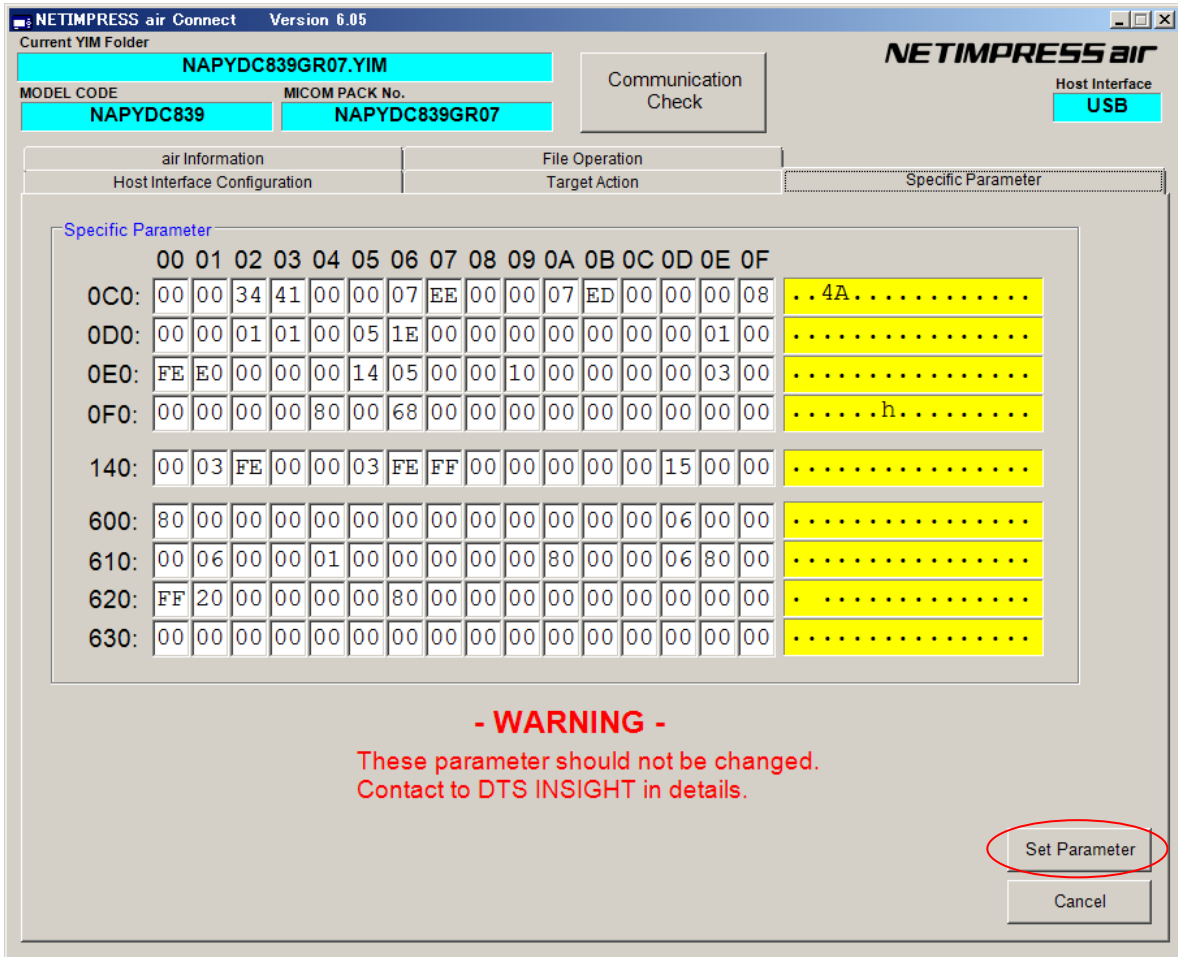 NETIMPRESS air Connect Version 6.05
Current YIM Folder
NAPYDC839GR07.YIM
MODEL CODE MICOM PACK No.
NAPYDC839 NAPYDC839GR07
Communication
Check
NETIMPRESS air
Host Interface
USB
air Information File Operation
Host Interface Configuration Target Action Specific Parameter
Specific Parameter
00 01 02 03 04 05 06 07 08 09 0A 0B 0C 0D 0E 0F
0C0: 00 00 34 41 00 00 07 EE 00 00 07 ED 00 00 00 08 ..4A............
0D0: 00 00 01 01 00 05 1E 00 00 00 00 00 00 00 01 00 ................
0E0: FE E0 00 00 00 14 05 00 00 10 00 00 00 00 03 00 ................
0F0: 00 00 00 00 80 00 68 00 00 00 00 00 00 00 00 00 ......h.........
140: 00 03 FE 00 00 03 FE FF 00 00 00 00 00 15 00 00 ................
600: 80 00 00 00 00 00 00 00 00 00 00 00 00 06 00 00 ................
610: 00 06 00 00 01 00 00 00 00 00 80 00 00 06 80 00 ................
620: FF 20 00 00 00 00 80 00 00 00 00 00 00 00 00 00 . ..............
630: 00 00 00 00 00 00 00 00 00 00 00 00 00 00 00 00 ................
- WARNING -
These parameter should not be changed.
Contact to DTS INSIGHT in details.
Set Parameter
Cancel